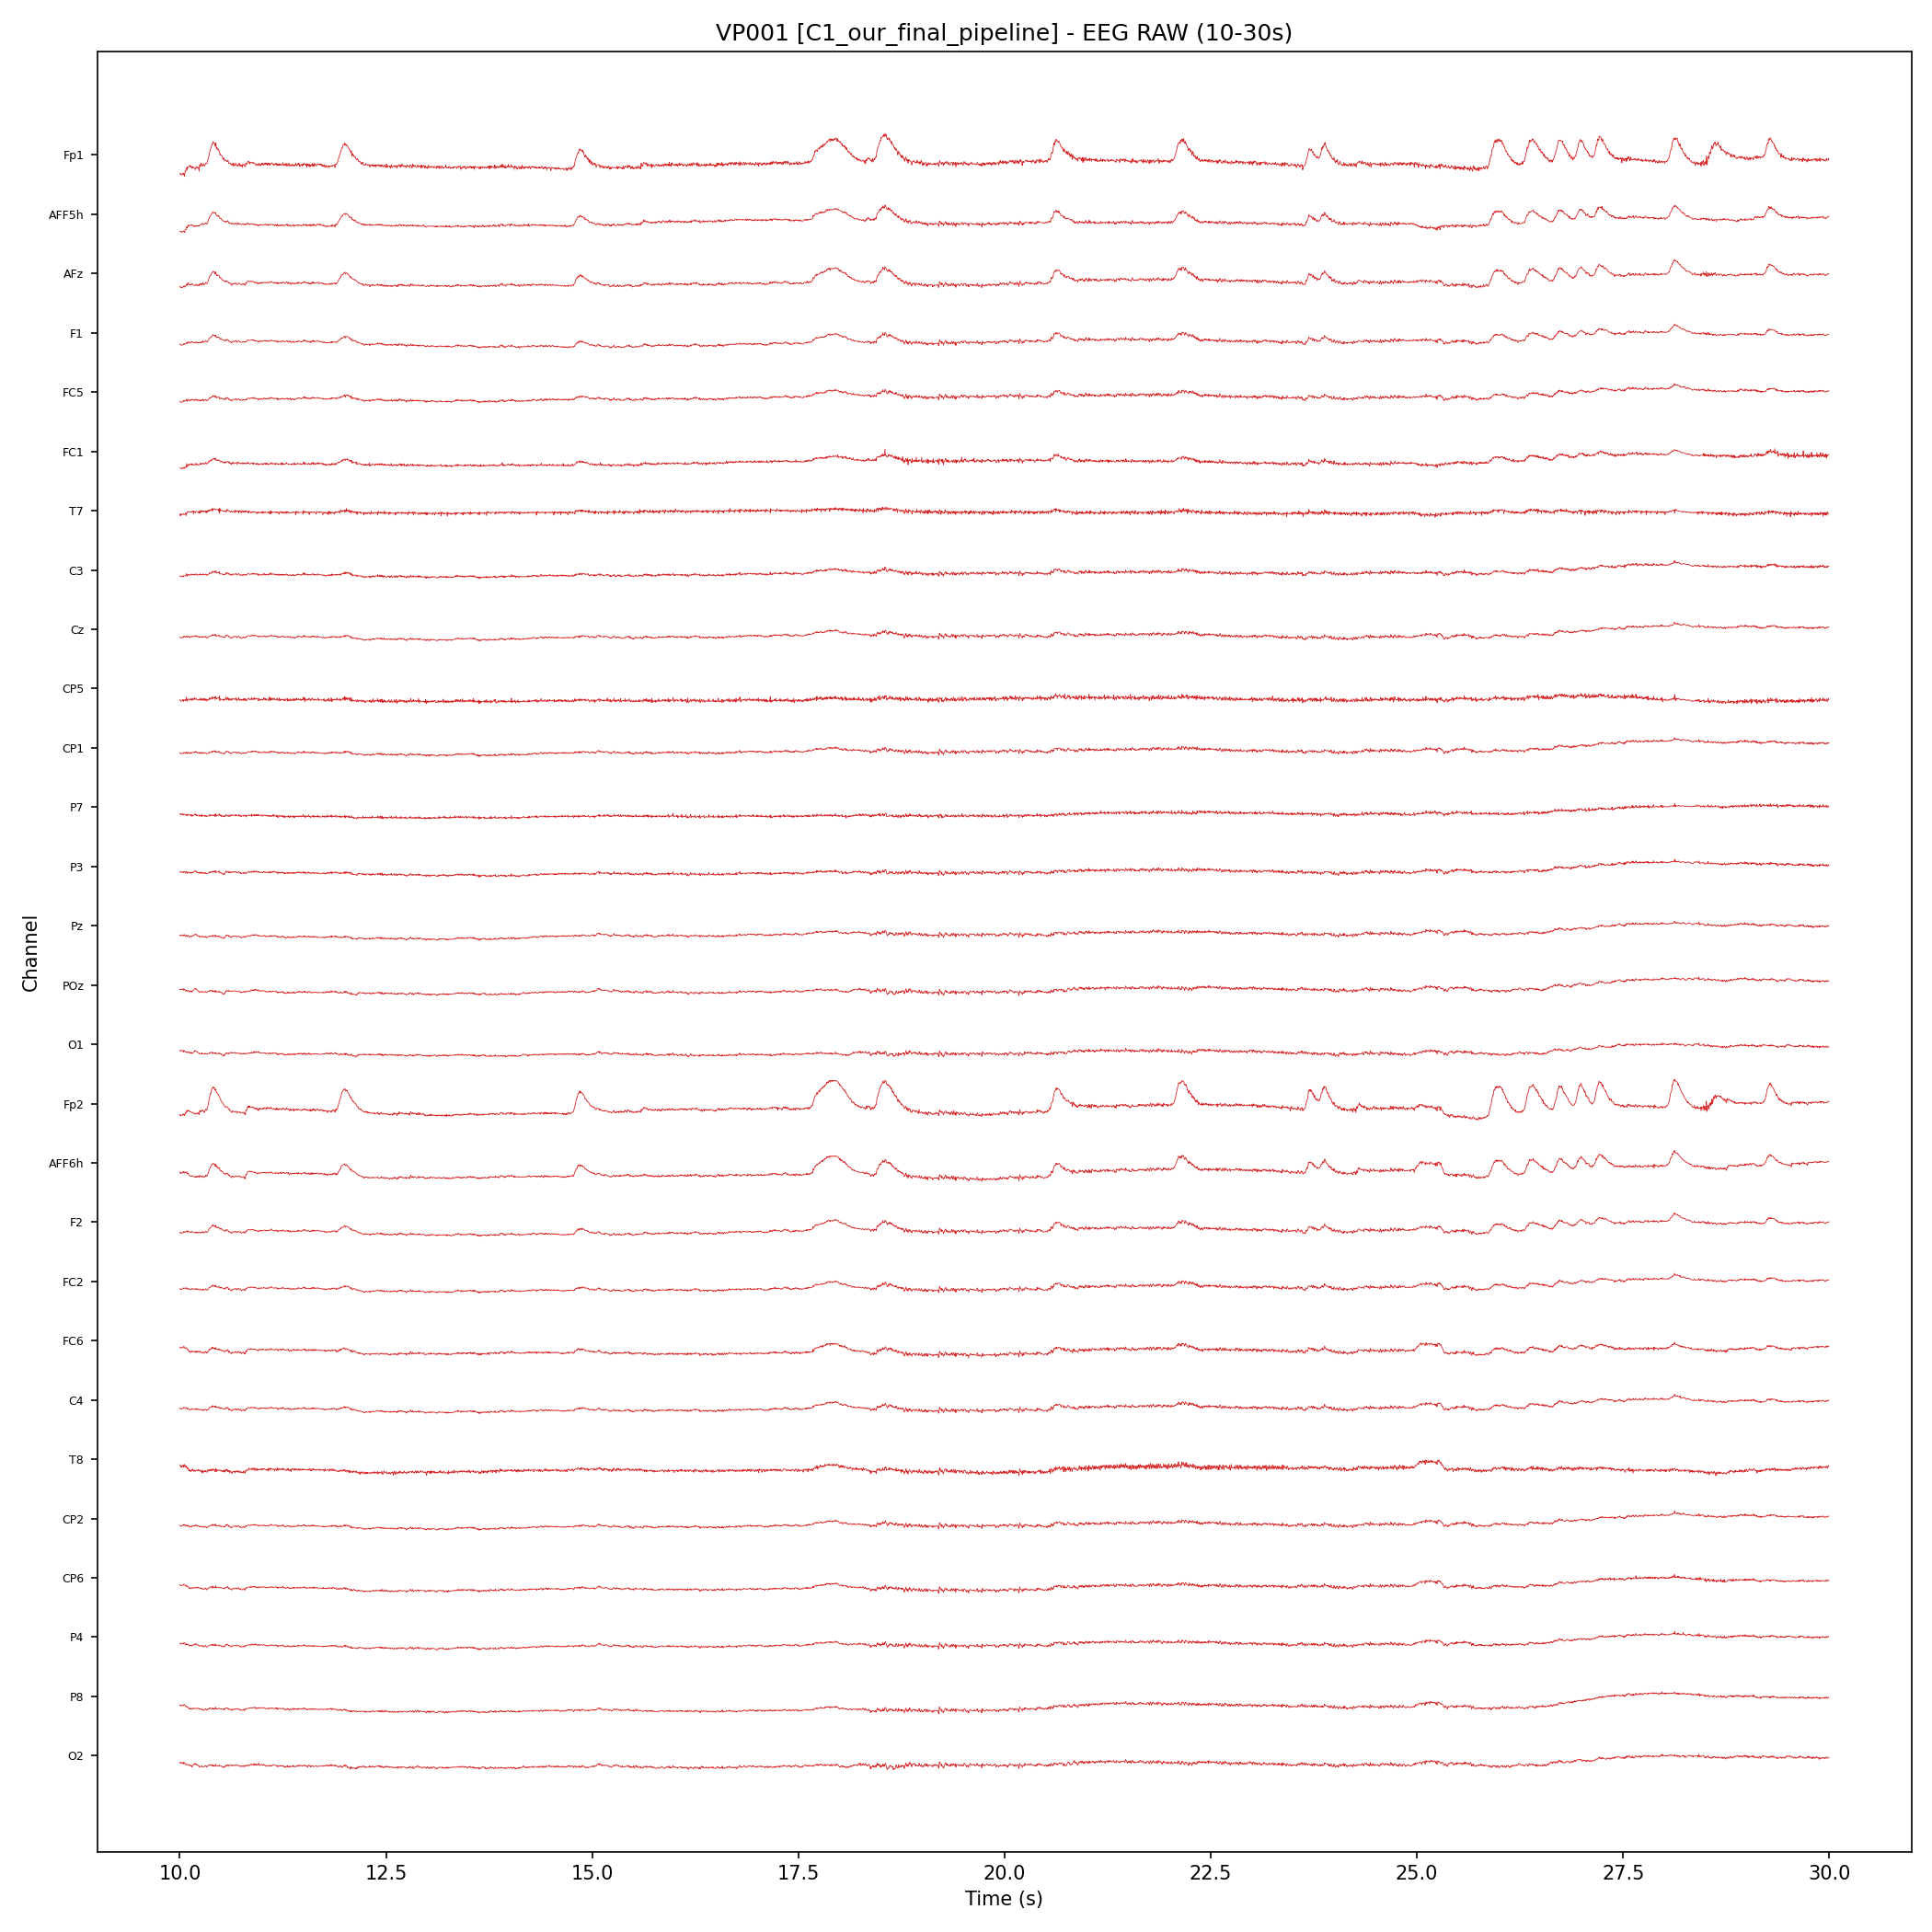 VP001 [C1_our_final_pipeline] - EEG RAW (10-30s)
Channel
Fp1
AFF5h
AFz
F1
FC5
FC1
T7
C3
Cz
CP5
CP1
P7
P3
Pz
POz
O1
Fp2
AFF6h
F2
FC2
FC6
C4
T8
CP2
CP6
P4
P8
O2
10.0 12.5 15.0 17.5 20.0 22.5 25.0 27.5 30.0
Time (s)